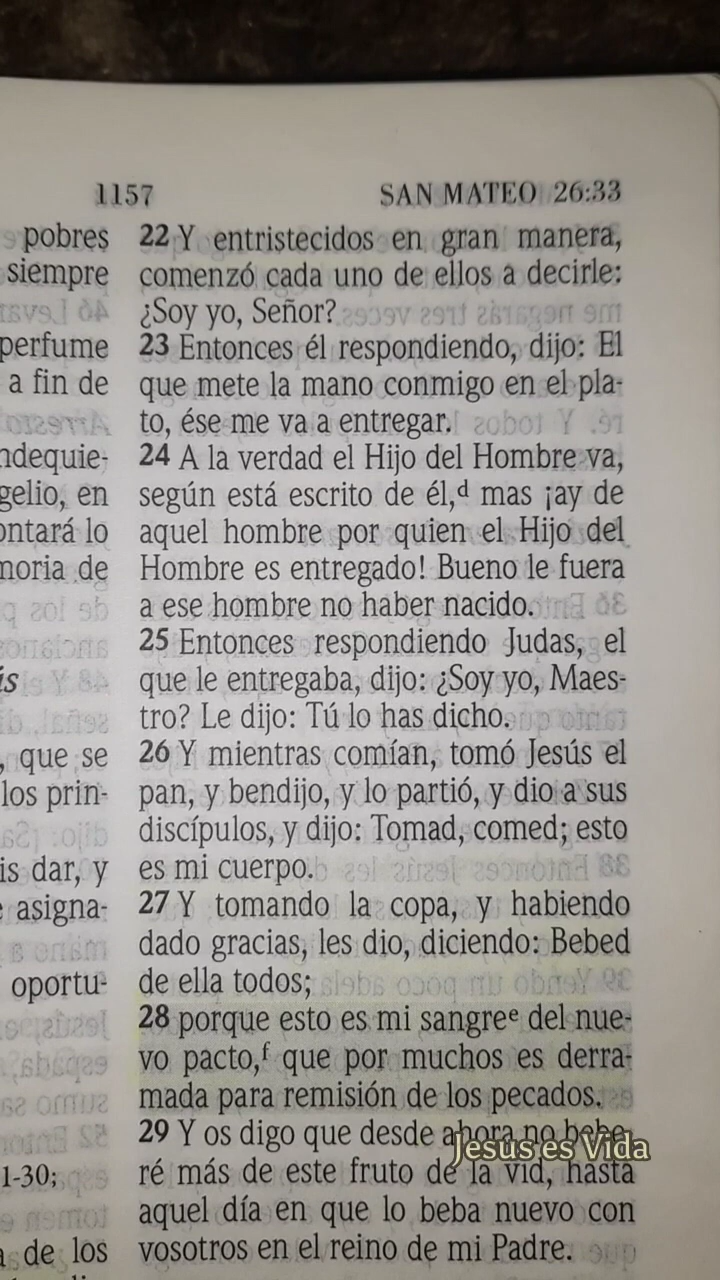 1157 SAN MATEO 26:33
pobres
siempre
perfume
a fin de
ndequie-
gelio, en
ontará lo
moria de
, que se
los prin-
is dar, y
asigna-
oportu-
1-30;
de los
22 Y entristecidos en gran manera,
comenzó cada uno de ellos a decirle:
¿Soy yo, Señor?
23 Entonces él respondiendo, dijo: El
que mete la mano conmigo en el pla-
to, ése me va a entregar.
24 A la verdad el Hijo del Hombre va,
según está escrito de él,d mas ¡ay de
aquel hombre por quien el Hijo del
Hombre es entregado! Bueno le fuera
a ese hombre no haber nacido.
25 Entonces respondiendo Judas, el
que le entregaba, dijo: ¿Soy yo, Maes-
tro? Le dijo: Tú lo has dicho.
26 Y mientras comían, tomó Jesús el
pan, y bendijo, y lo partió, y dio a sus
discípulos, y dijo: Tomad, comed; esto
es mi cuerpo.
27 Y tomando la copa, y habiendo
dado gracias, les dio, diciendo: Bebed
de ella todos;
28 porque esto es mi sangree del nue-
vo pacto,f que por muchos es derra-
mada para remisión de los pecados.
29 Y os digo que desde ahora no bebe-
ré más de este fruto de la vid, hasta
aquel día en que lo beba nuevo con
vosotros en el reino de mi Padre.
Jesus es Vida